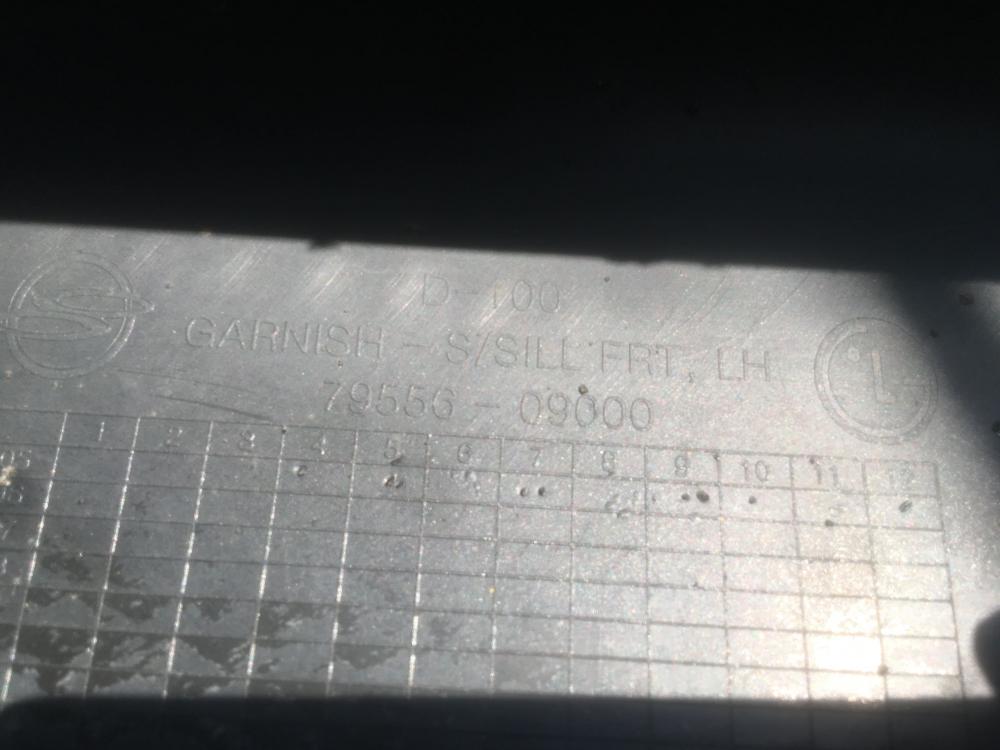 D-100
GARNISH - S/SILL FRT, LH
79556 - 09000
L
1 2 3 4 5 6 7 8 9 10 11 12
05